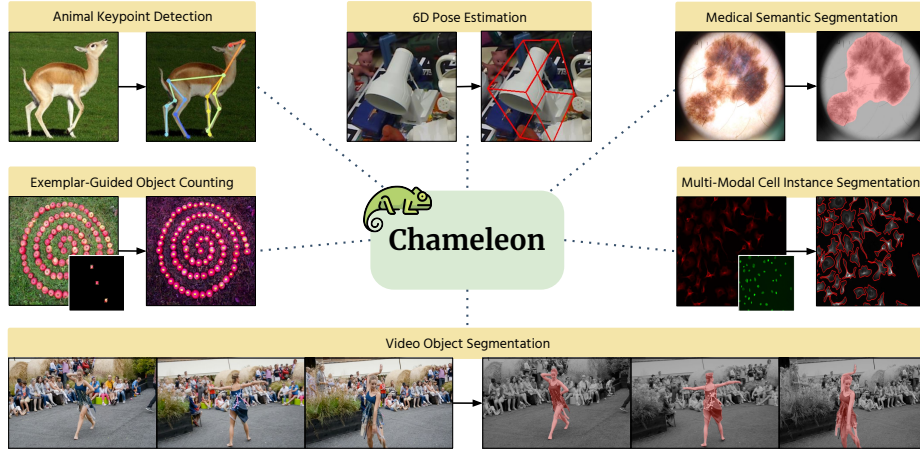 Animal Keypoint Detection
6D Pose Estimation
Medical Semantic Segmentation
Exemplar-Guided Object Counting
Multi-Modal Cell Instance Segmentation
Chameleon
Video Object Segmentation